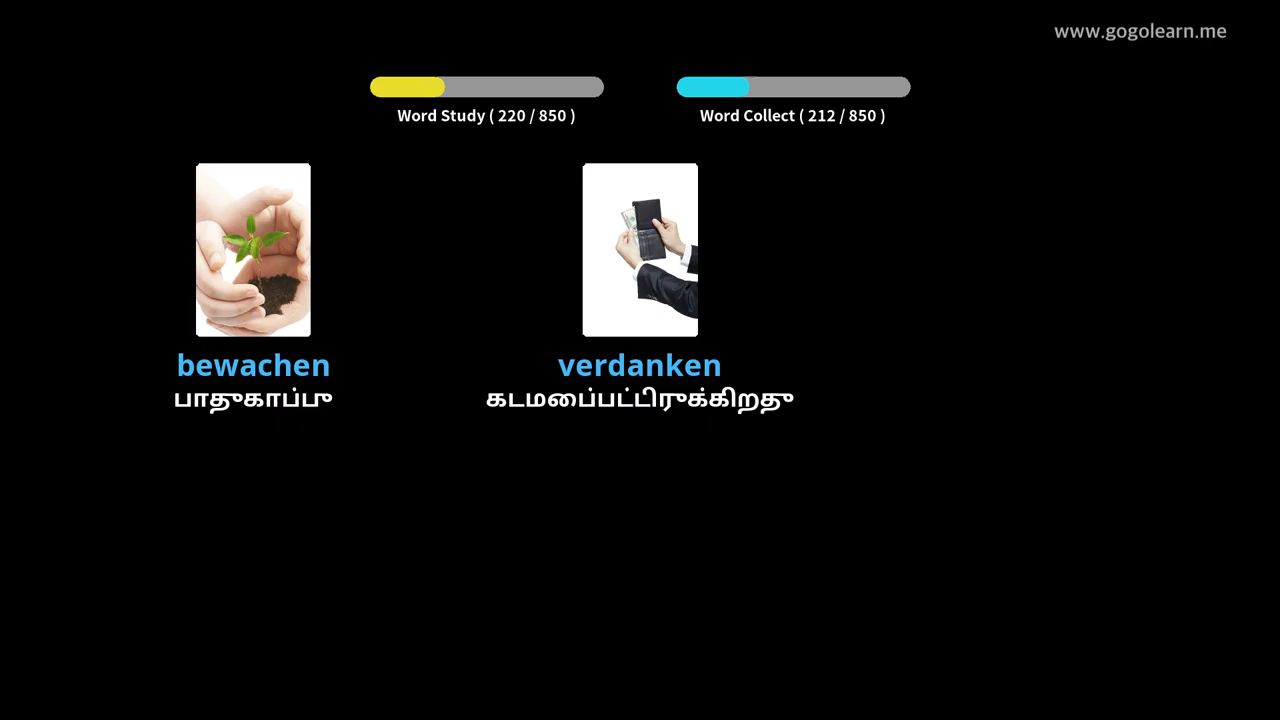 www.gogolearn.me
Word Study ( 220 / 850 )
Word Collect ( 212 / 850 )
bewachen
verdanken
பாதுகாப்பு
கடமைப்பட்டிருக்கிறது